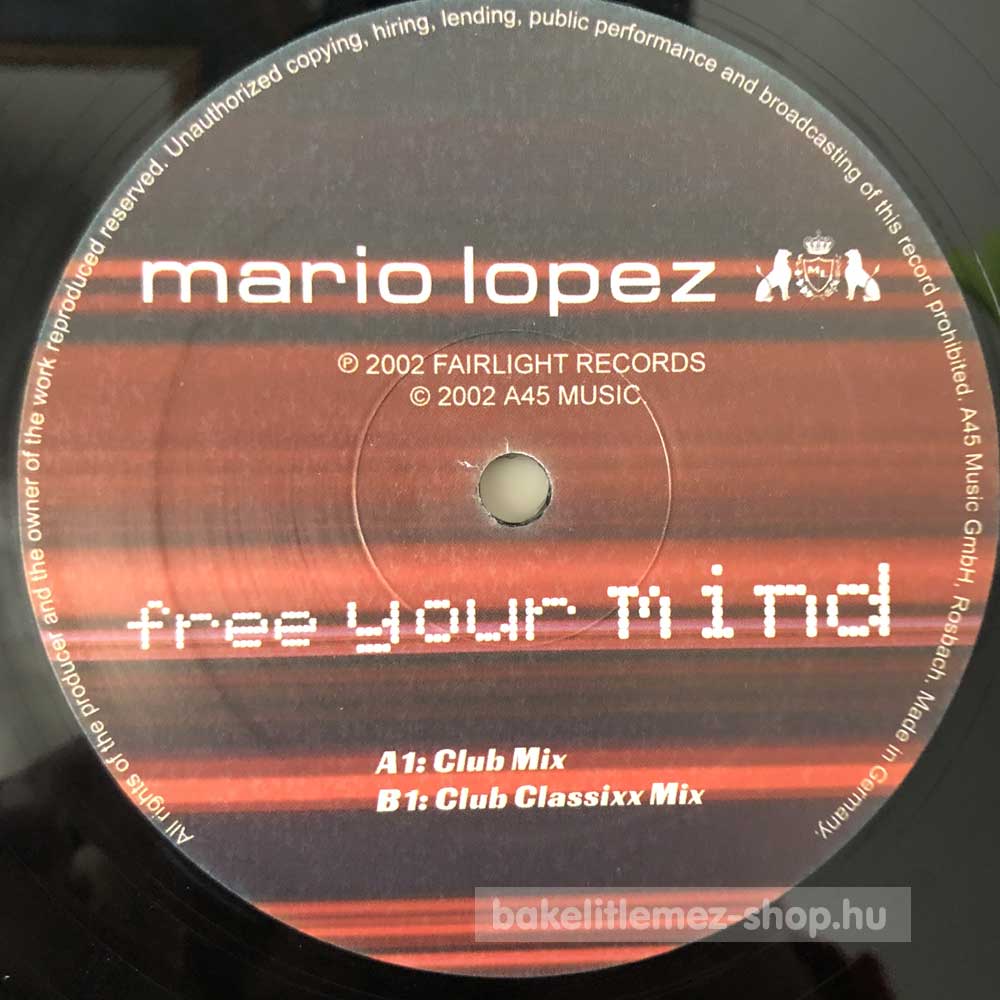 All rights of the producer and the owner of the work reproduced reserved. Unauthorized copying, hiring, lending, public performance and broadcasting of this record prohibited. A45 Music GmbH, Rosbach. Made in Germany.
mario lopez
ML
℗ 2002 FAIRLIGHT RECORDS
© 2002 A45 MUSIC
free your mind
A1: Club Mix
B1: Club Classixx Mix
bakelitlemez-shop.hu